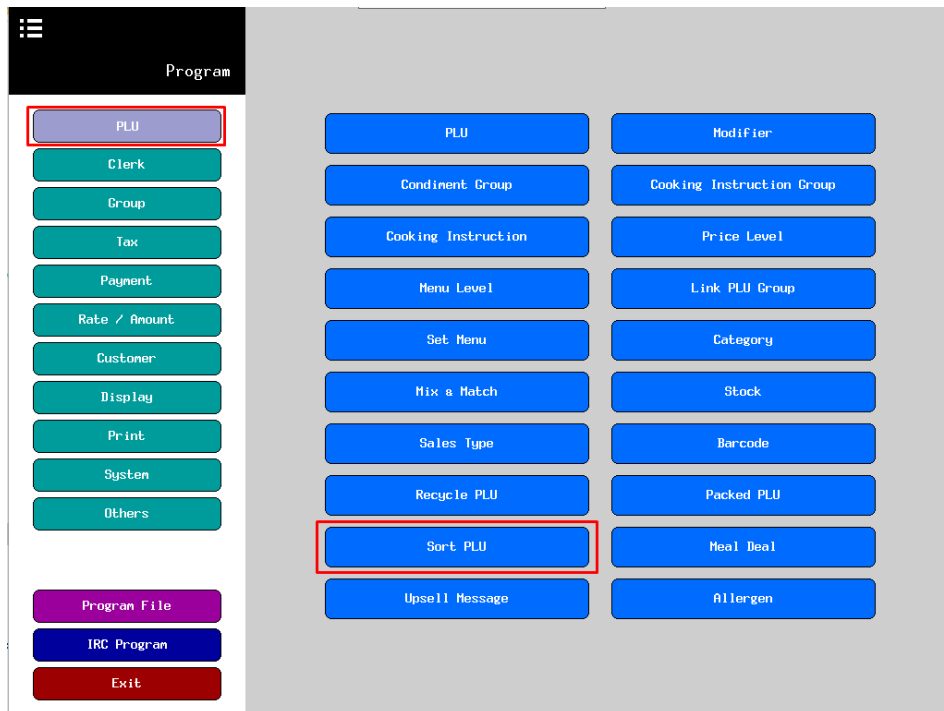 Program
PLU
Clerk
Group
Tax
Payment
Rate / Amount
Customer
Display
Print
System
Others
Program File
IRC Program
Exit
PLU
Modifier
Condiment Group
Cooking Instruction Group
Cooking Instruction
Price Level
Menu Level
Link PLU Group
Set Menu
Category
Mix & Match
Stock
Sales Type
Barcode
Recycle PLU
Packed PLU
Sort PLU
Meal Deal
Upsell Message
Allergen